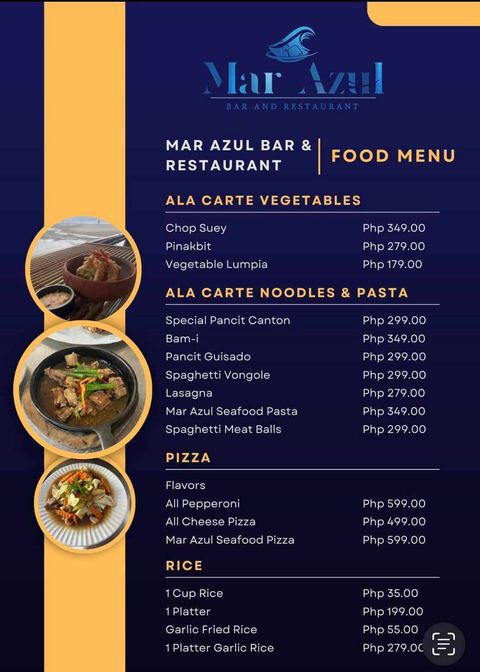 Mar Azul
BAR AND RESTAURANT
MAR AZUL BAR &
RESTAURANT
FOOD MENU
ALA CARTE VEGETABLES
Chop Suey Php 349.00
Pinakbit Php 279.00
Vegetable Lumpia Php 179.00
ALA CARTE NOODLES & PASTA
Special Pancit Canton Php 299.00
Bam-i Php 349.00
Pancit Guisado Php 299.00
Spaghetti Vongole Php 299.00
Lasagna Php 279.00
Mar Azul Seafood Pasta Php 349.00
Spaghetti Meat Balls Php 299.00
PIZZA
Flavors
All Pepperoni Php 599.00
All Cheese Pizza Php 499.00
Mar Azul Seafood Pizza Php 599.00
RICE
1 Cup Rice Php 35.00
1 Platter Php 199.00
Garlic Fried Rice Php 55.00
1 Platter Garlic Rice Php 279.00